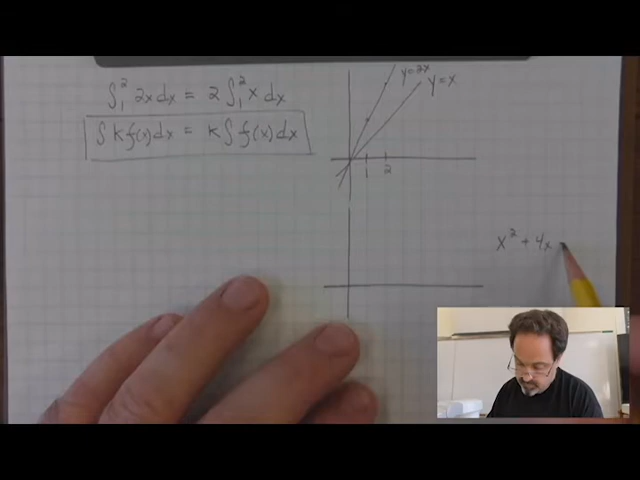 ∫₁² 2x dx = 2 ∫₁² x dx
∫ k f(x) dx = k ∫ f(x) dx
y=2x
y=x
1 2
x² + 4x